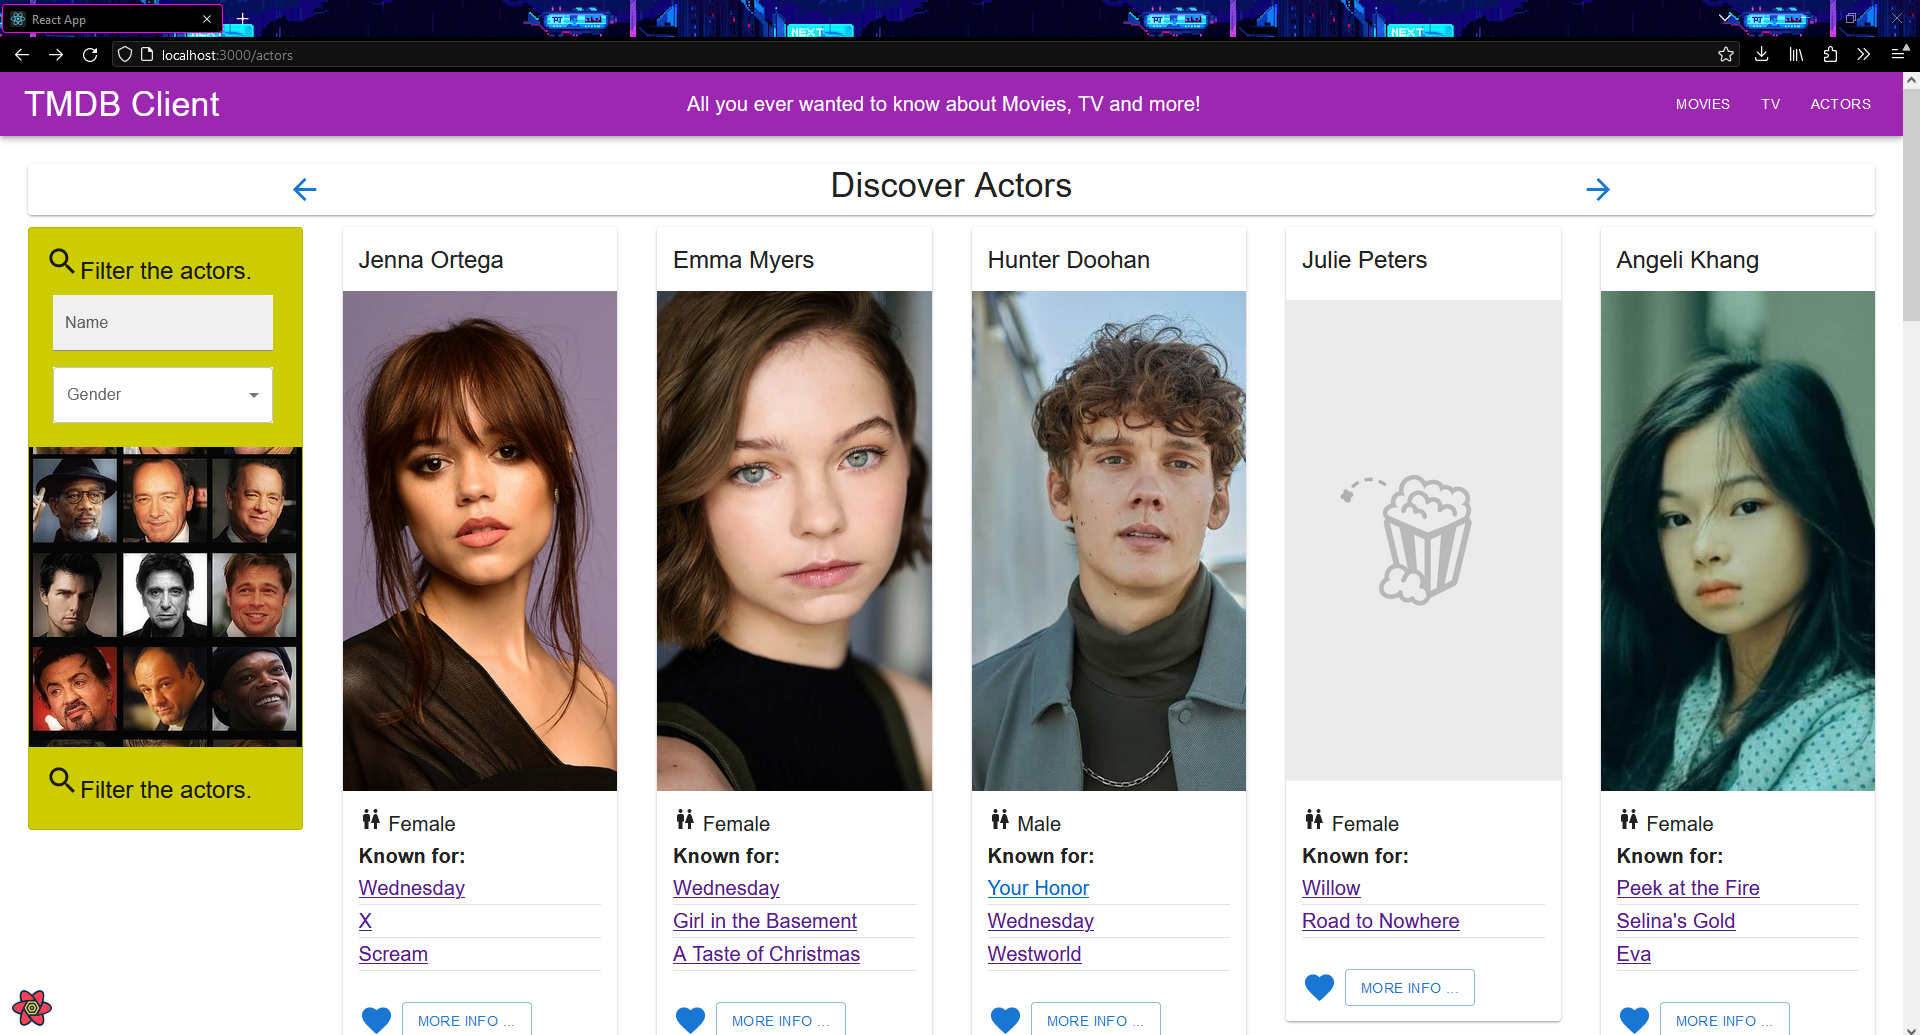 React App
NEXT
NEXT
NEXT
localhost:3000/actors
TMDB Client
All you ever wanted to know about Movies, TV and more!
MOVIES TV ACTORS
Discover Actors
Filter the actors.
Name
Gender
Filter the actors.
Jenna Ortega
Female
Known for:
Wednesday
X
Scream
MORE INFO ...
Emma Myers
Female
Known for:
Wednesday
Girl in the Basement
A Taste of Christmas
MORE INFO ...
Hunter Doohan
Male
Known for:
Your Honor
Wednesday
Westworld
MORE INFO ...
Julie Peters
Female
Known for:
Willow
Road to Nowhere
MORE INFO ...
Angeli Khang
Female
Known for:
Peek at the Fire
Selina's Gold
Eva
MORE INFO ...